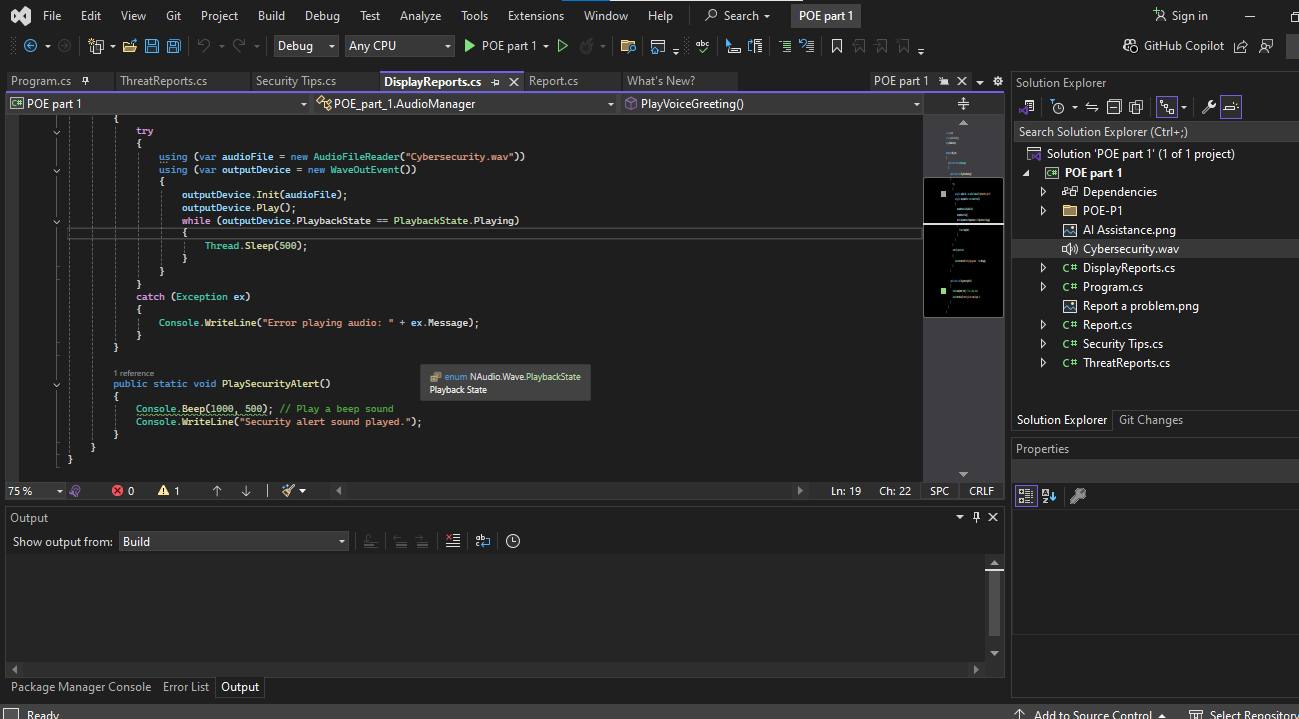 File Edit View Git Project Build Debug Test Analyze Tools Extensions Window Help Search POE part 1 Sign in
Debug Any CPU POE part 1 GitHub Copilot
Program.cs ThreatReports.cs Security Tips.cs DisplayReports.cs Report.cs What's New? POE part 1
POE part 1 POE_part_1.AudioManager PlayVoiceGreeting()
{
try
{
using (var audioFile = new AudioFileReader("Cybersecurity.wav"))
using (var outputDevice = new WaveOutEvent())
{
outputDevice.Init(audioFile);
outputDevice.Play();
while (outputDevice.PlaybackState == PlaybackState.Playing)
{
Thread.Sleep(500);
}
}
}
catch (Exception ex)
{
Console.WriteLine("Error playing audio: " + ex.Message);
}
}
1 reference
public static void PlaySecurityAlert()
{
Console.Beep(1000, 500); // Play a beep sound
Console.WriteLine("Security alert sound played.");
}
}
}
enum NAudio.Wave.PlaybackState
Playback State
75 % 0 1 Ln: 19 Ch: 22 SPC CRLF
Output
Show output from: Build
Package Manager Console Error List Output
Solution Explorer
Search Solution Explorer (Ctrl+;)
Solution 'POE part 1' (1 of 1 project)
POE part 1
Dependencies
POE-P1
AI Assistance.png
Cybersecurity.wav
DisplayReports.cs
Program.cs
Report a problem.png
Report.cs
Security Tips.cs
ThreatReports.cs
Solution Explorer Git Changes
Properties
Ready Add to Source Control Select Repository